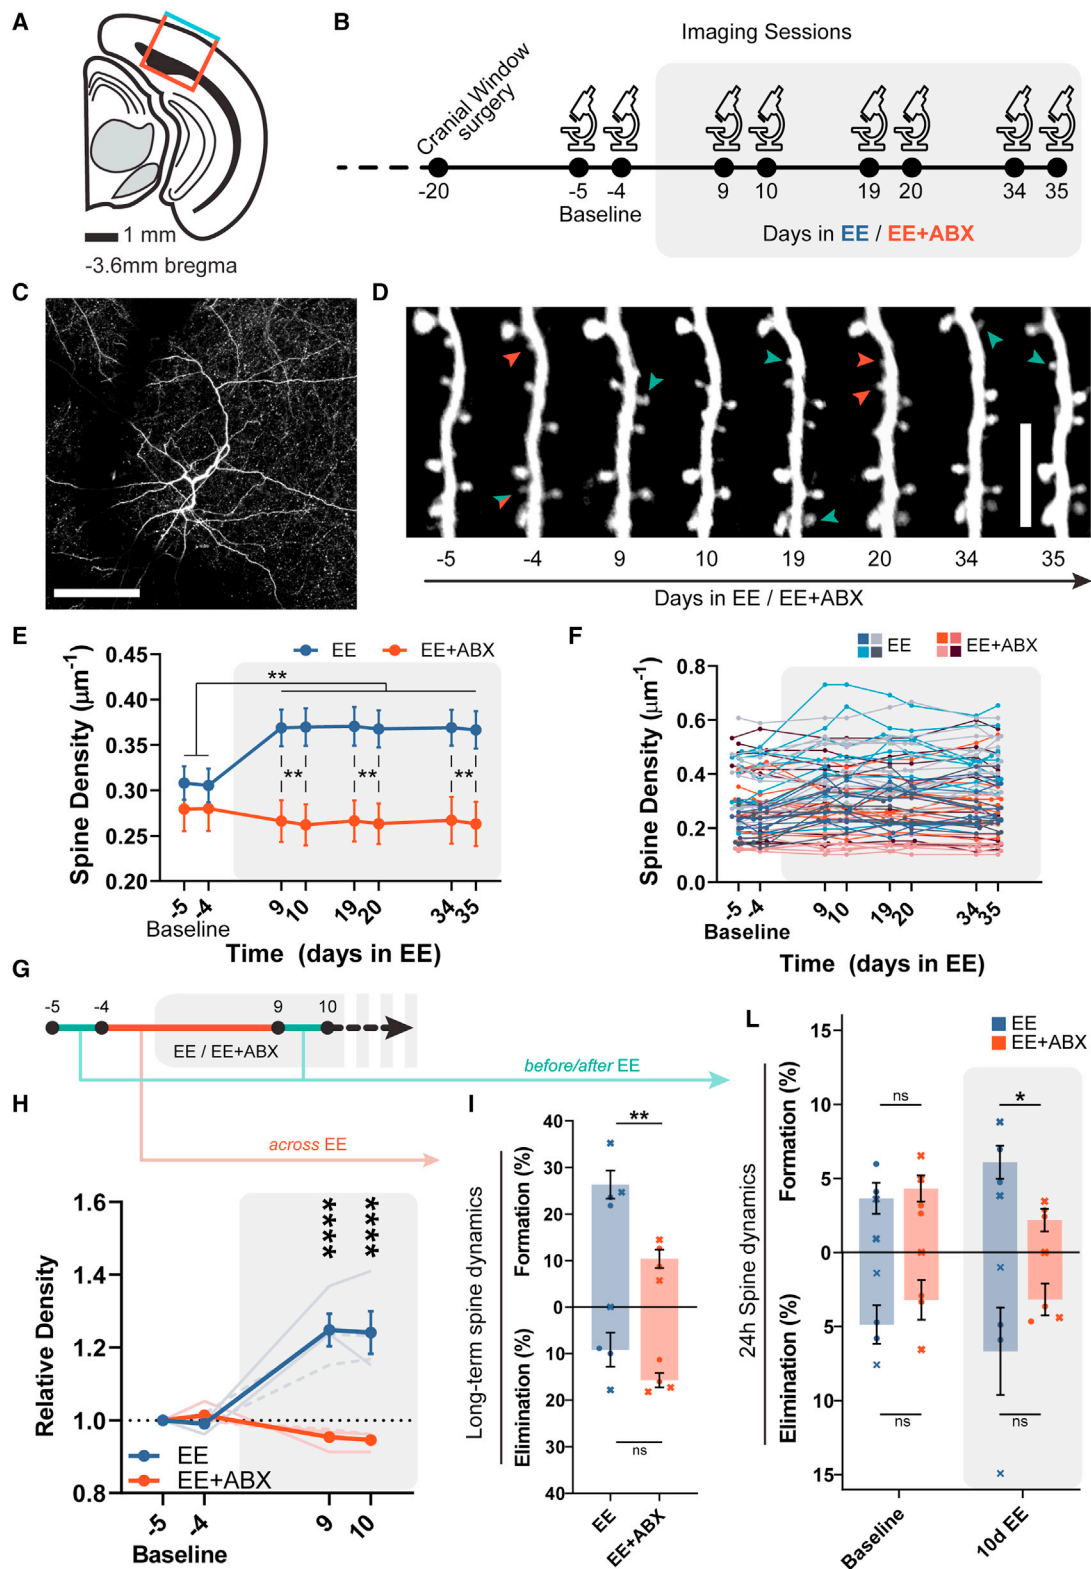 A
1 mm
-3.6mm bregma
B
Imaging Sessions
Cranial Window
surgery
-20
-5
-4
9
10
19
20
34
35
Baseline
Days in EE / EE+ABX
C
D
-5
-4
9
10
19
20
34
35
Days in EE / EE+ABX
E
EE
EE+ABX
Spine Density (μm⁻¹)
0.45
0.40
0.35
0.30
0.25
0.20
**
**
**
**
-5
-4
9
10
19
20
34
35
Baseline
Time (days in EE)
F
EE
EE+ABX
Spine Density (μm⁻¹)
0.8
0.6
0.4
0.2
0.0
-5
-4
9
10
19
20
34
35
Baseline
Time (days in EE)
G
-5
-4
9
10
EE / EE+ABX
before/after EE
across EE
H
Relative Density
1.6
1.4
1.2
1.0
0.8
****
****
EE
EE+ABX
-5
-4
9
10
Baseline
I
Long-term spine dynamics
Formation (%)
Elimination (%)
40
30
20
10
0
10
20
30
40
**
ns
EE
EE+ABX
L
EE
EE+ABX
24h Spine dynamics
Formation (%)
Elimination (%)
15
10
5
0
5
10
15
ns
*
ns
ns
Baseline
10d EE